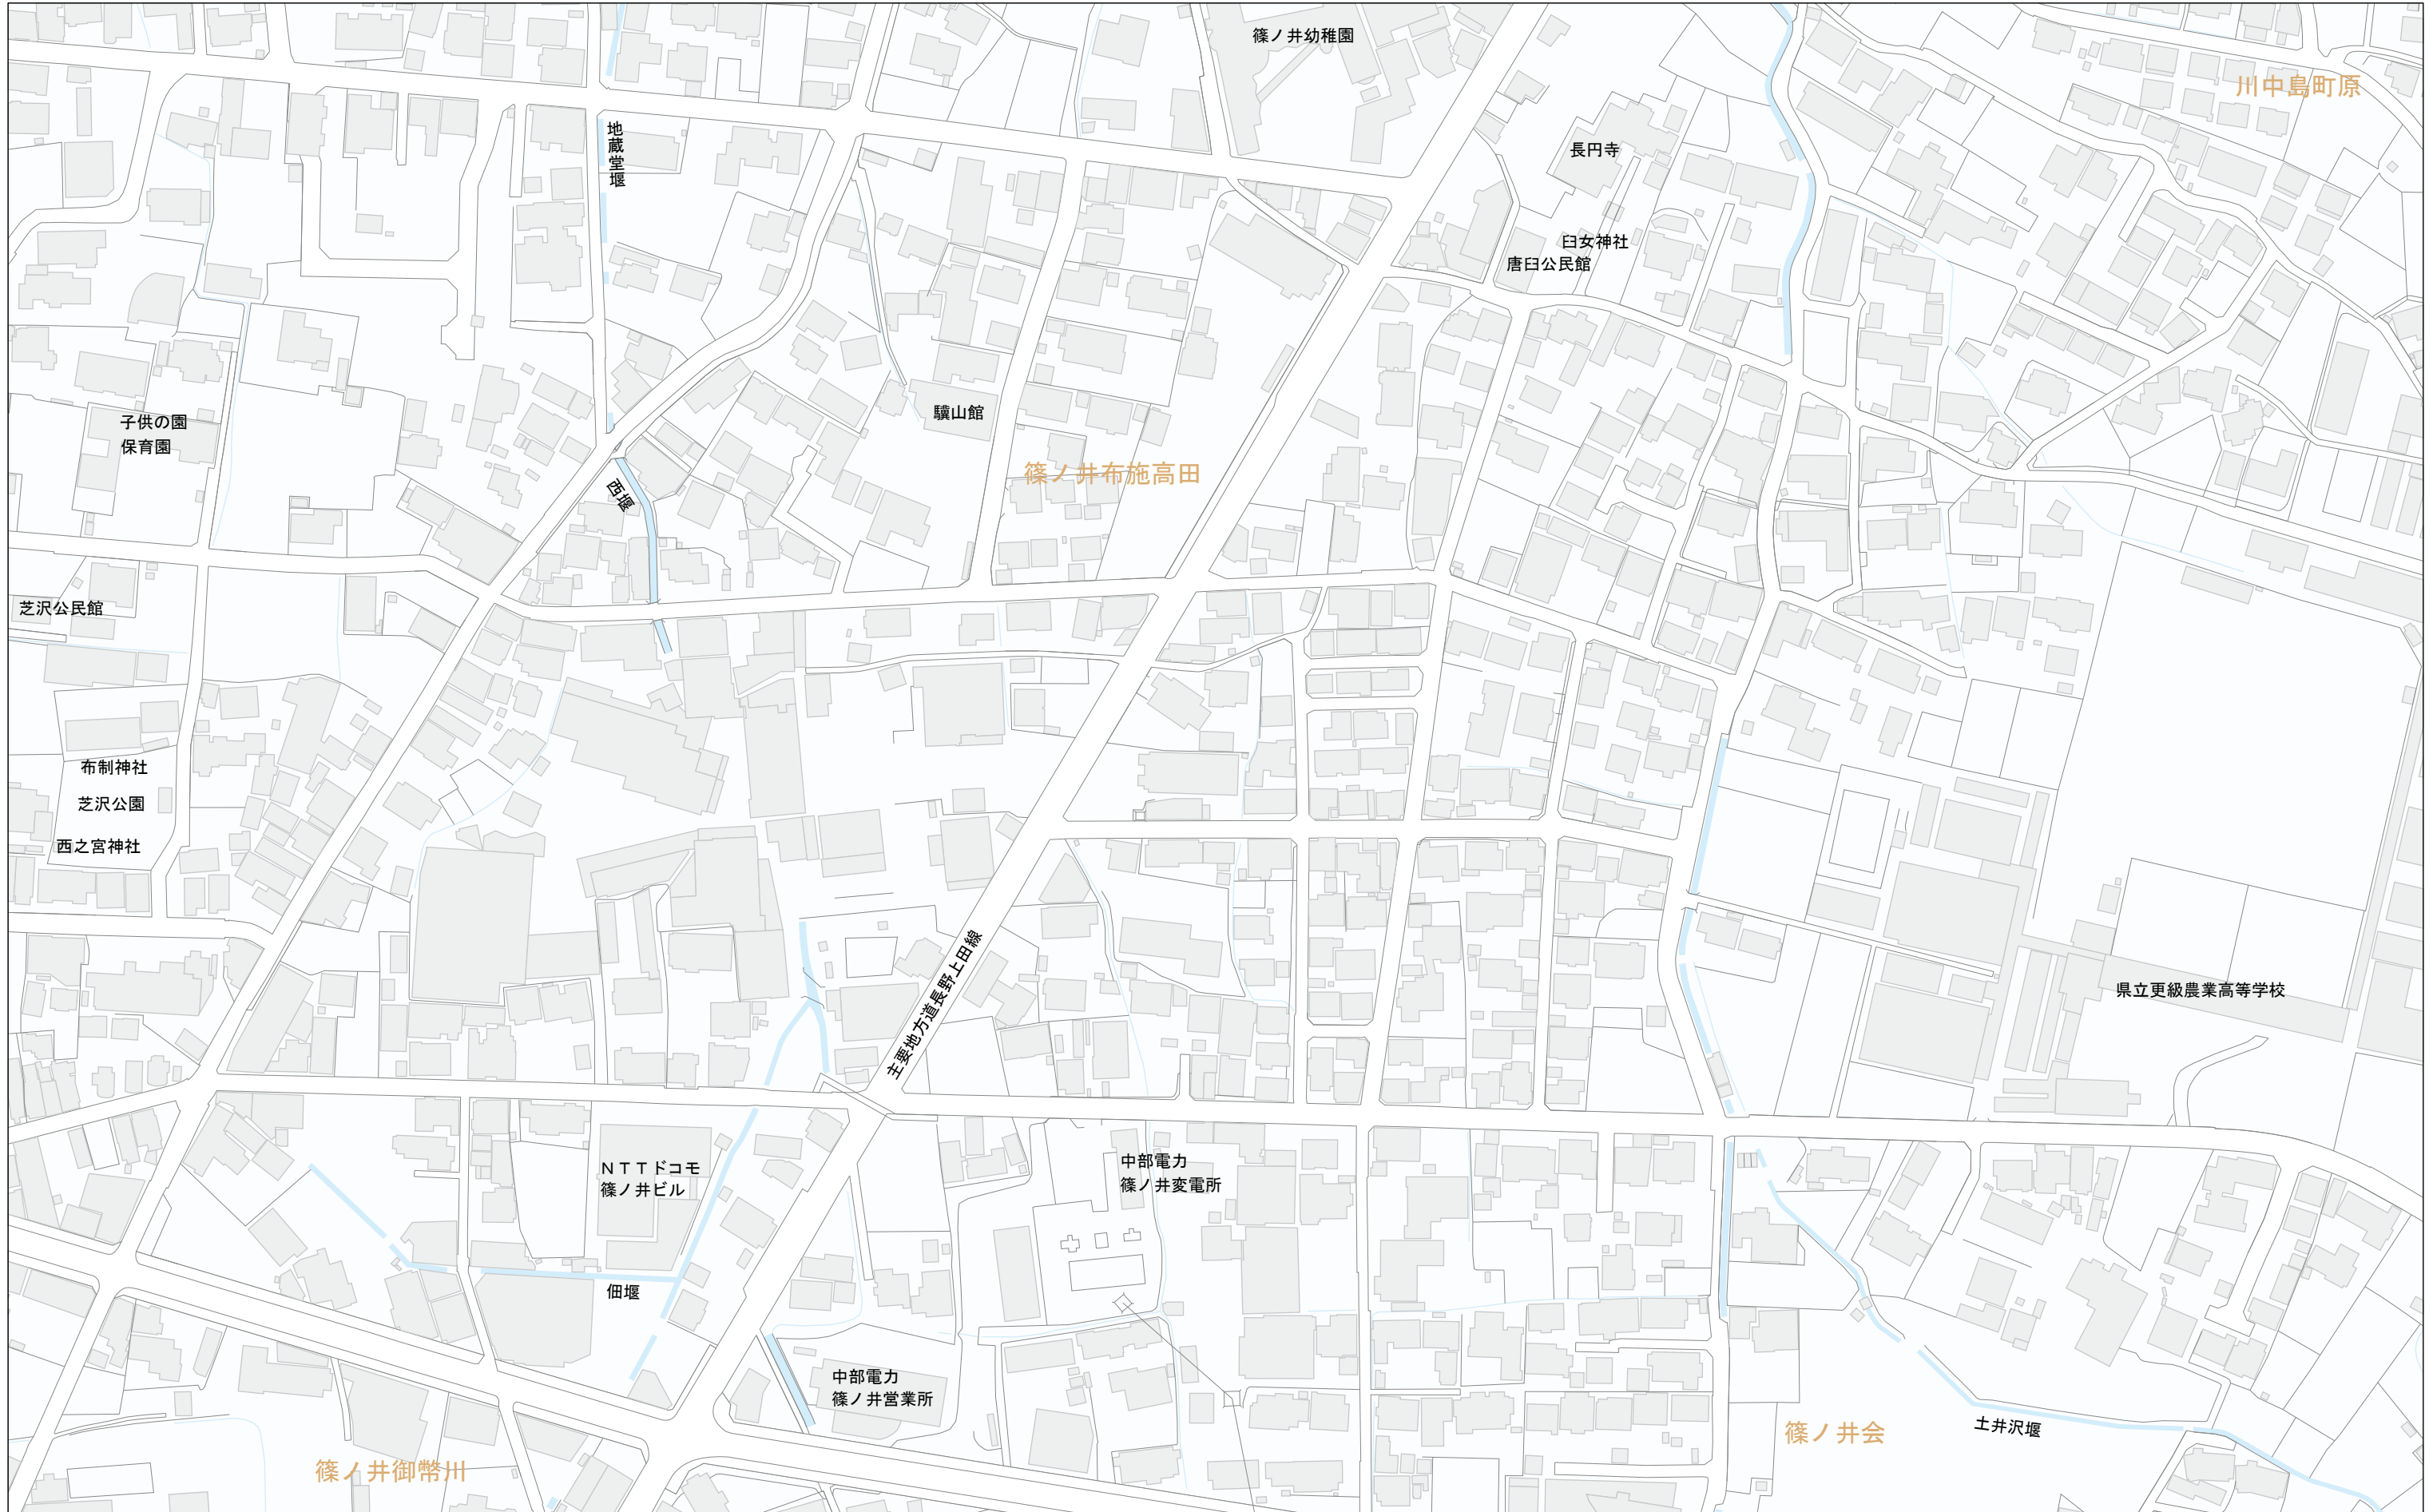 篠ノ井幼稚園
川中島町原
地蔵堂堰
長円寺
臼女神社
唐臼公民館
子供の園
保育園
驥山館
篠ノ井布施高田
西堰
芝沢公民館
布制神社
芝沢公園
西之宮神社
主要地方道長野上田線
県立更級農業高等学校
NTTドコモ
篠ノ井ビル
中部電力
篠ノ井変電所
佃堰
中部電力
篠ノ井営業所
篠ノ井会
土井沢堰
篠ノ井御幣川